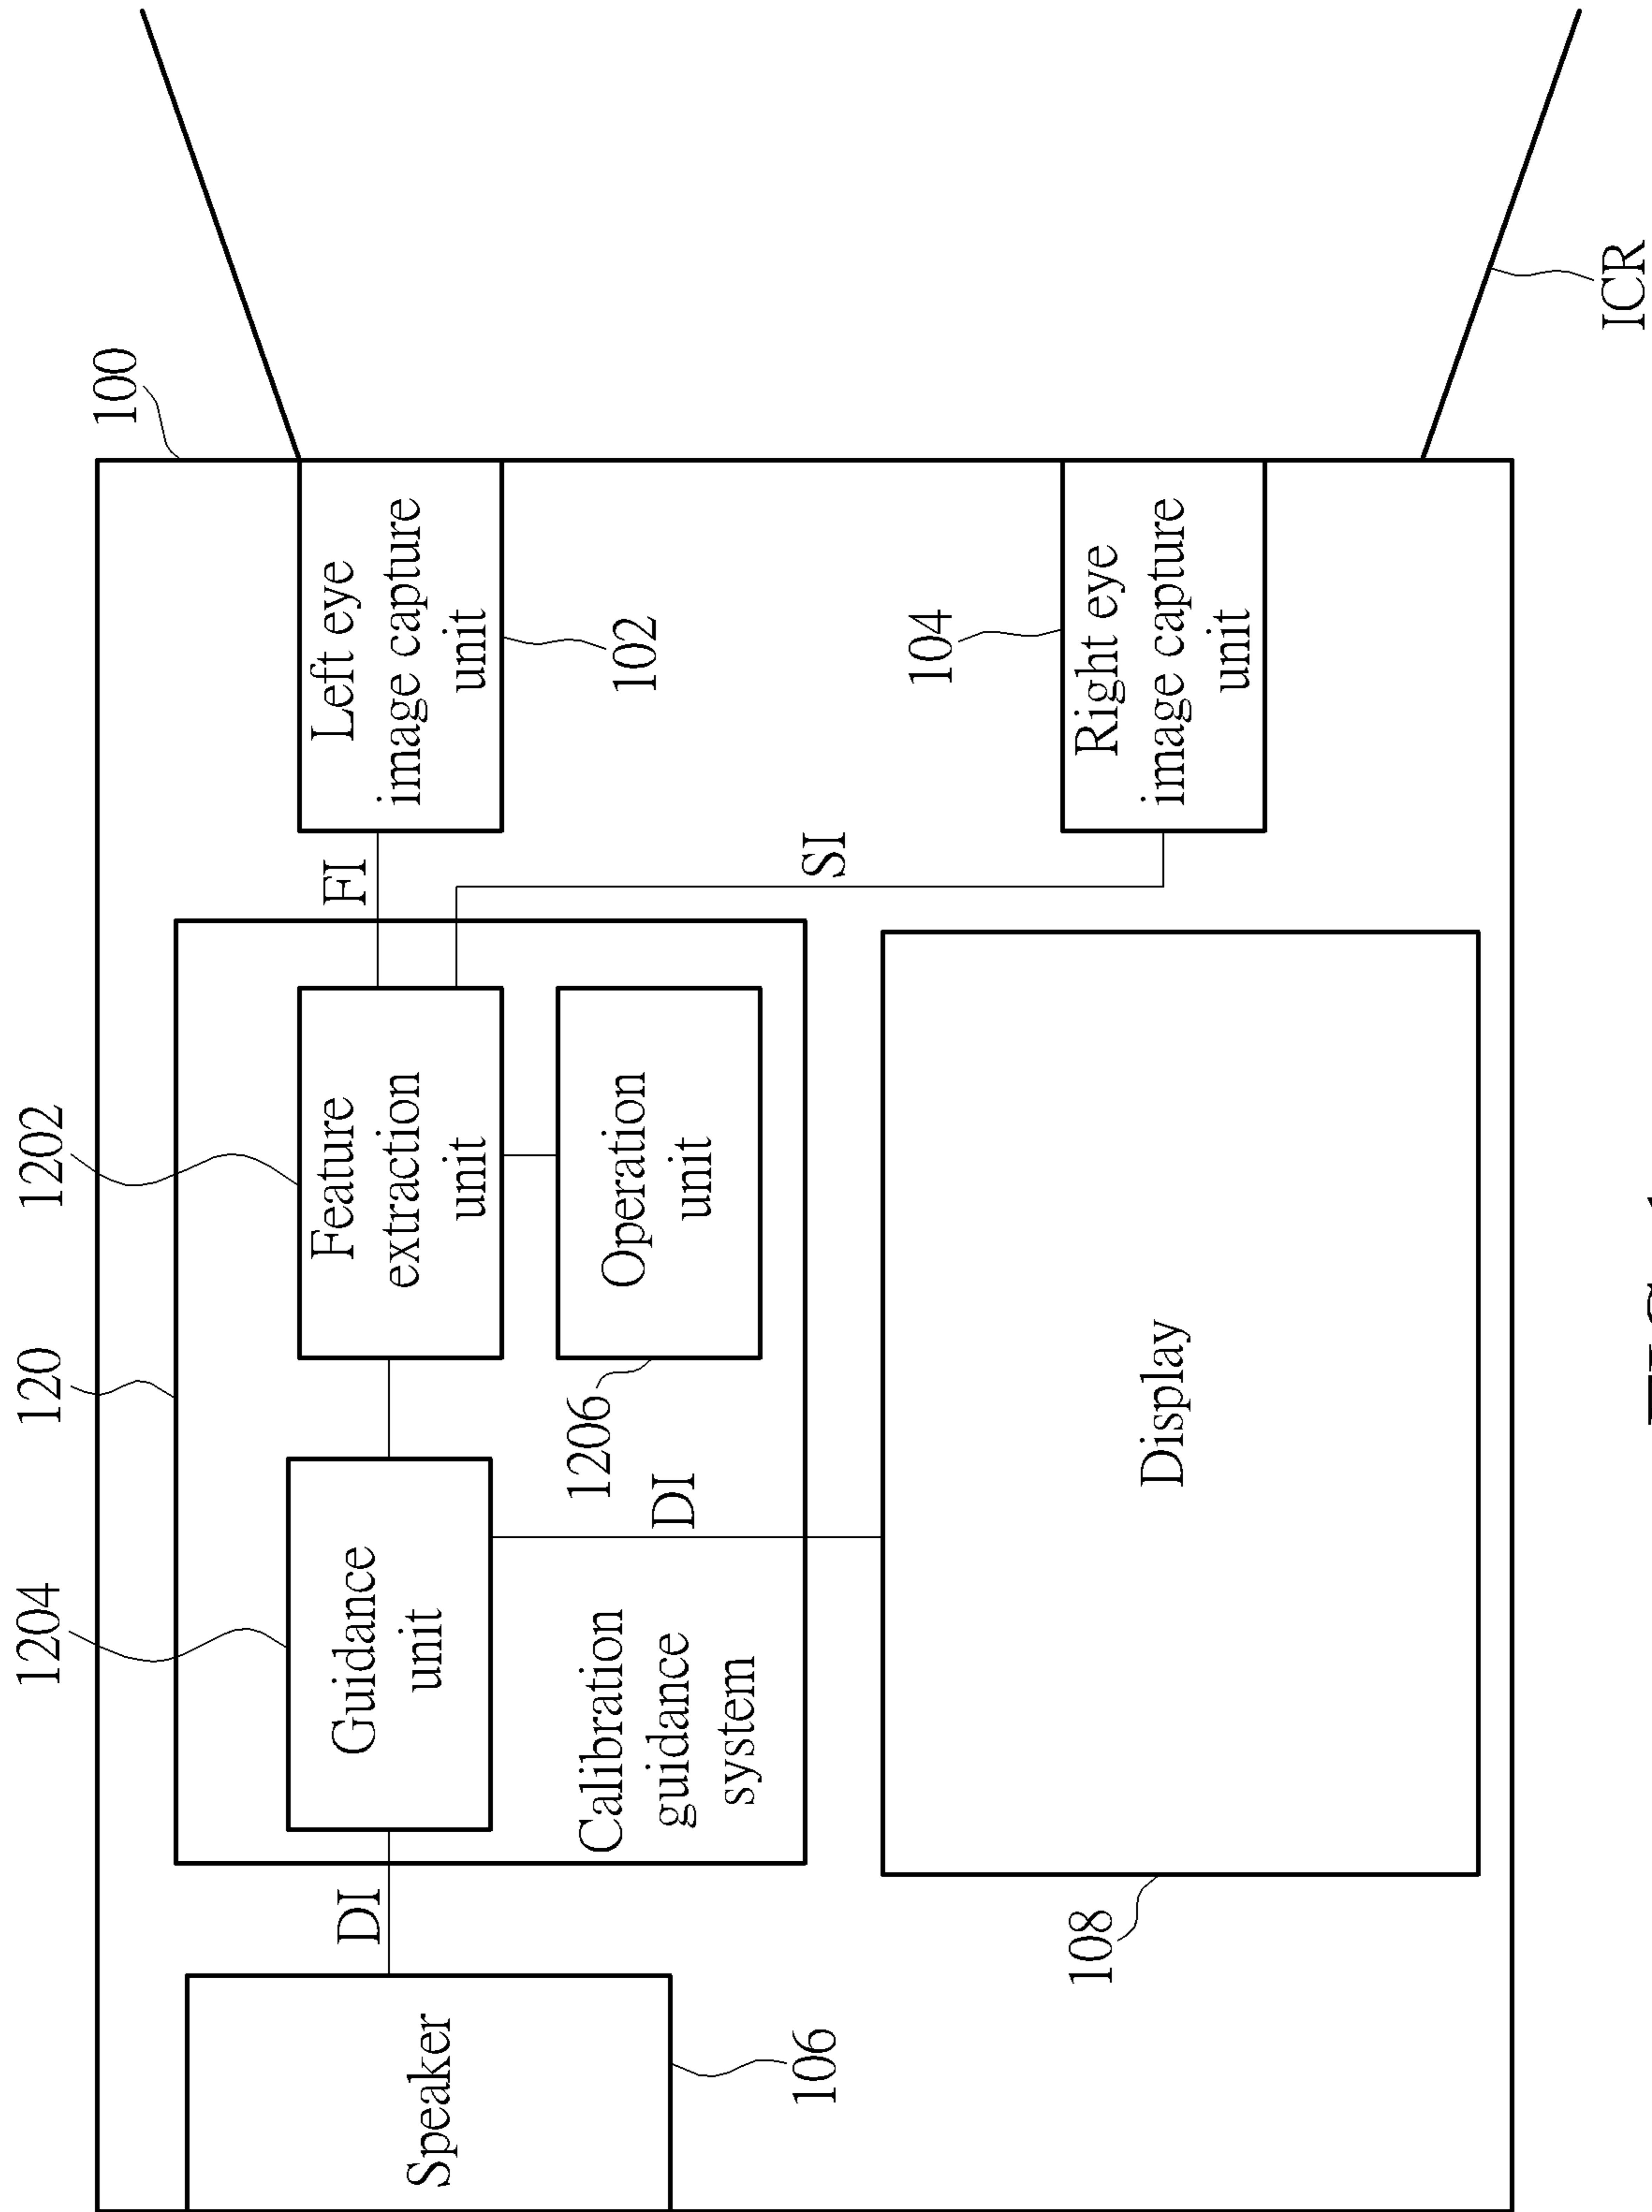 100
ICR
Left eye
image capture
unit
102
104
Right eye
image capture
unit
FI
SI
1202
Feature
extraction
unit
Operation
unit
1206
120
1204
Guidance
unit
DI
Calibration
guidance
system
Display
108
DI
Speaker
106